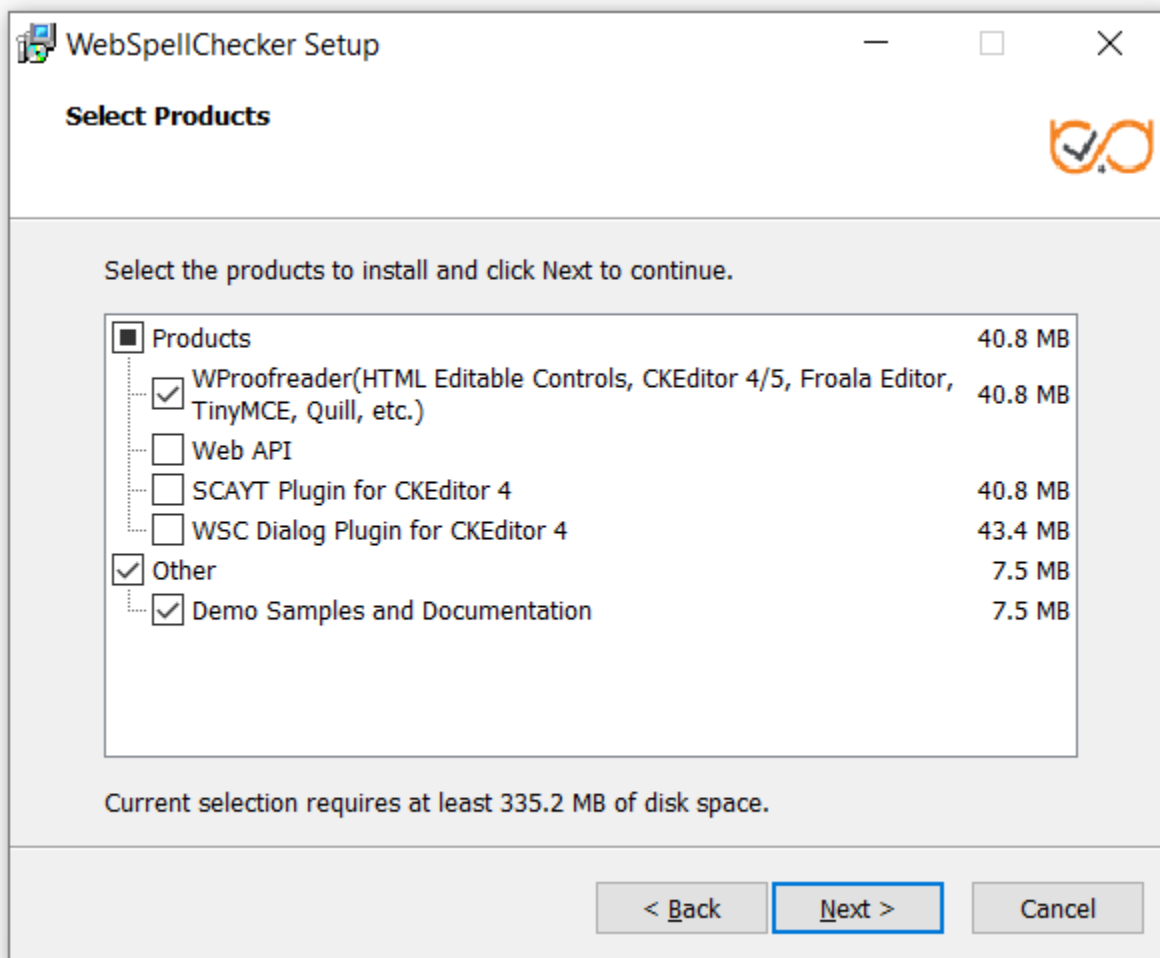 WebSpellChecker Setup
Select Products
Select the products to install and click Next to continue.
Products 40.8 MB
WProofreader(HTML Editable Controls, CKEditor 4/5, Froala Editor,
TinyMCE, Quill, etc.) 40.8 MB
Web API
SCAYT Plugin for CKEditor 4 40.8 MB
WSC Dialog Plugin for CKEditor 4 43.4 MB
Other 7.5 MB
Demo Samples and Documentation 7.5 MB
Current selection requires at least 335.2 MB of disk space.
< Back Next > Cancel